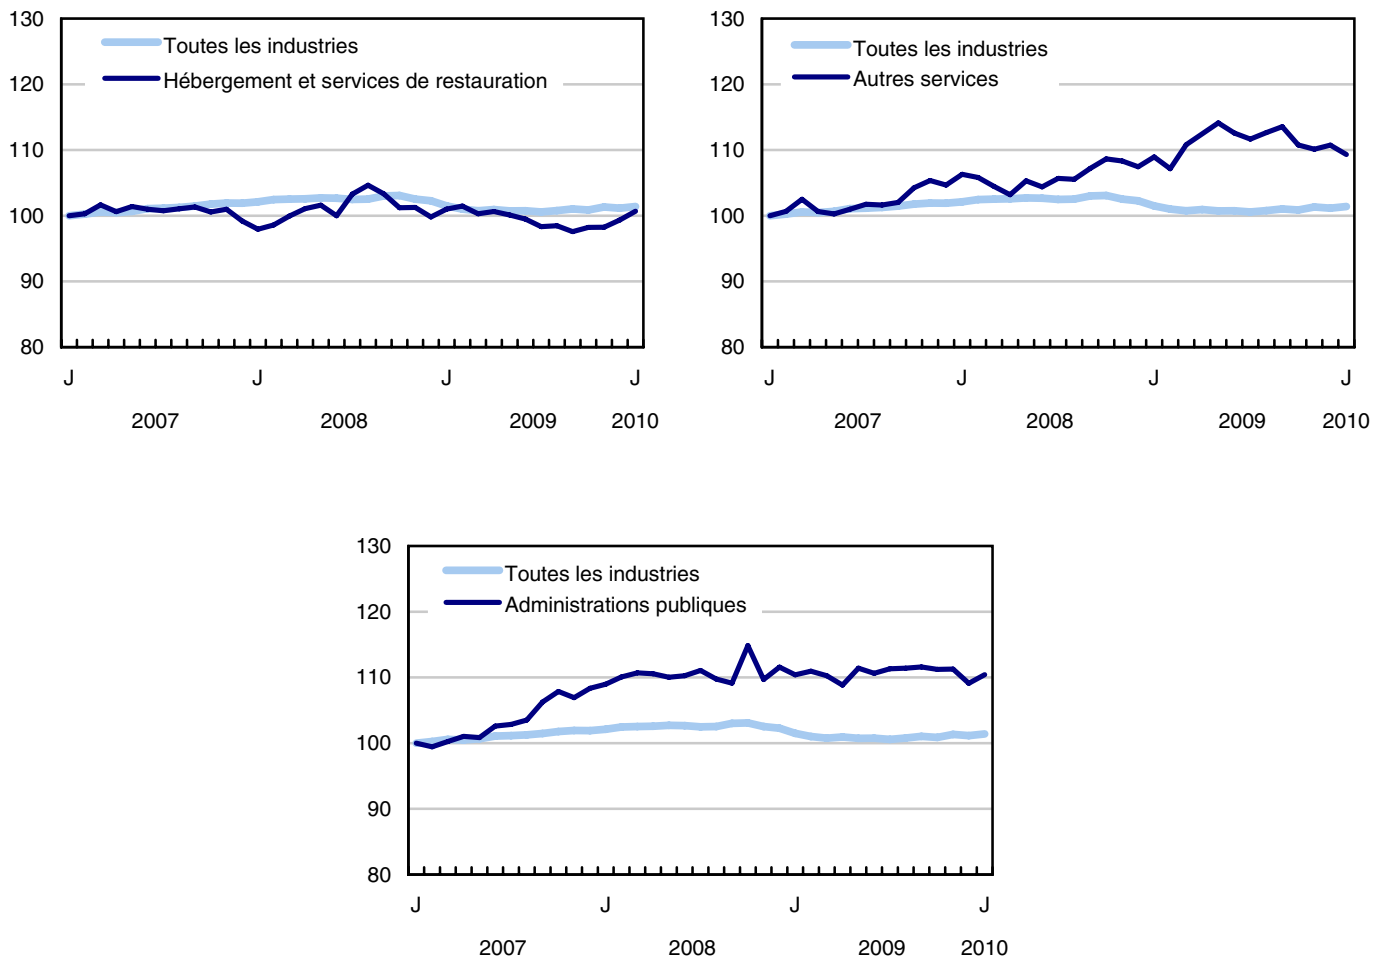 130
120
110
100
90
80
Toutes les industries
Hébergement et services de restauration
J J J J
2007 2008 2009 2010
130
120
110
100
90
80
Toutes les industries
Autres services
J J J J
2007 2008 2009 2010
130
120
110
100
90
80
Toutes les industries
Administrations publiques
J J J J
2007 2008 2009 2010